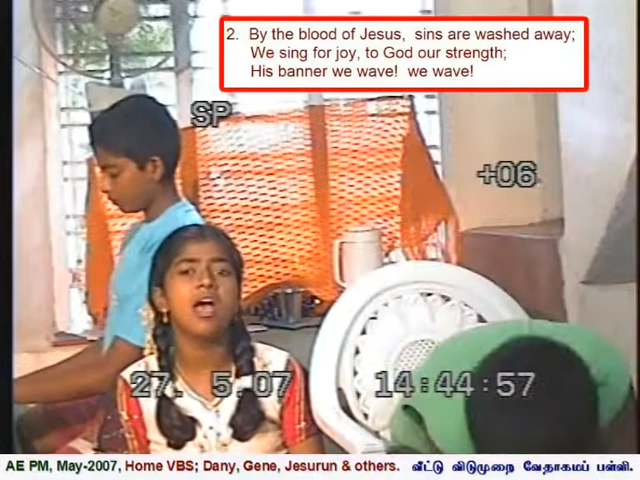 2. By the blood of Jesus, sins are washed away;
We sing for joy, to God our strength;
His banner we wave! we wave!
SP
+06
27. 5.07 14:44:57
AE PM, May-2007, Home VBS; Dany, Gene, Jesurun & others. வீட்டு விடுமுறை வேதாகமப் பள்ளி.